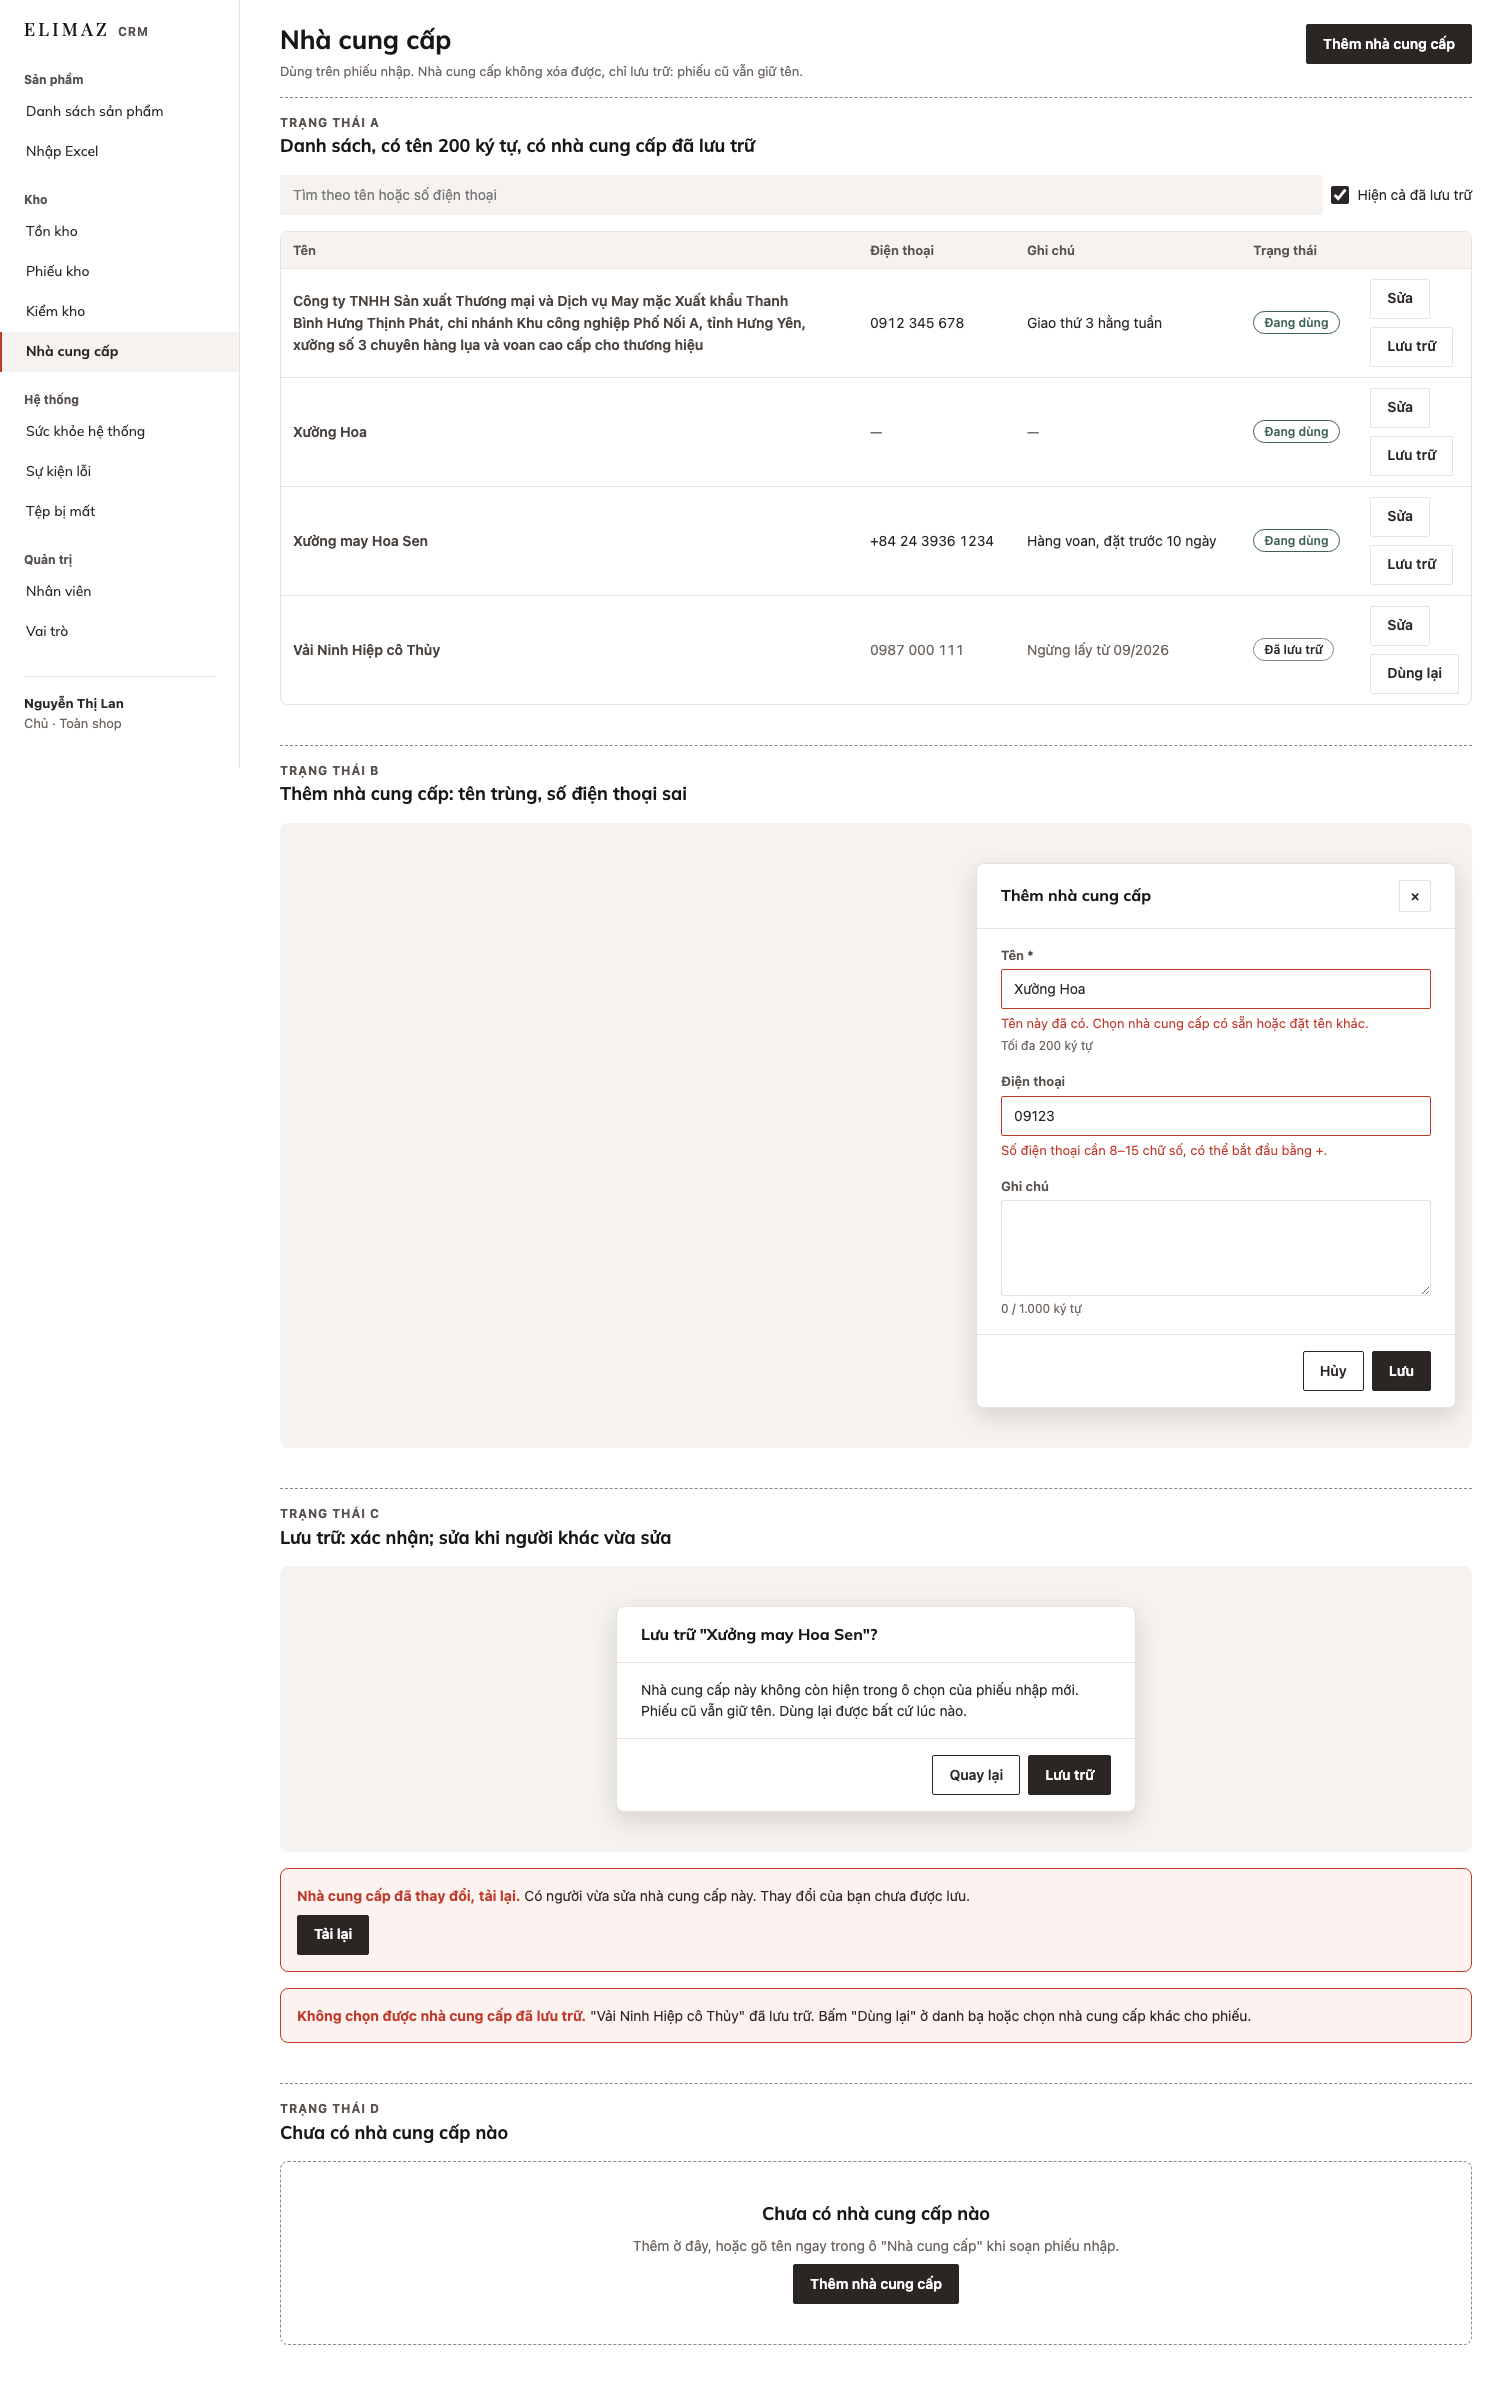 ELIMAZ CRM
Sản phẩm
Danh sách sản phẩm
Nhập Excel
Kho
Tồn kho
Phiếu kho
Kiểm kho
Nhà cung cấp
Hệ thống
Sức khỏe hệ thống
Sự kiện lỗi
Tệp bị mất
Quản trị
Nhân viên
Vai trò
Nguyễn Thị Lan
Chủ · Toàn shop
Nhà cung cấp
Dùng trên phiếu nhập. Nhà cung cấp không xóa được, chỉ lưu trữ: phiếu cũ vẫn giữ tên.
Thêm nhà cung cấp
TRẠNG THÁI A
Danh sách, có tên 200 ký tự, có nhà cung cấp đã lưu trữ
Tìm theo tên hoặc số điện thoại
Hiện cả đã lưu trữ
Tên Điện thoại Ghi chú Trạng thái
Công ty TNHH Sản xuất Thương mại và Dịch vụ May mặc Xuất khẩu Thanh
Bình Hưng Thịnh Phát, chi nhánh Khu công nghiệp Phố Nối A, tỉnh Hưng Yên,
xưởng số 3 chuyên hàng lụa và voan cao cấp cho thương hiệu
0912 345 678
Giao thứ 3 hằng tuần
Đang dùng
Sửa
Lưu trữ
Xưởng Hoa
—
—
Đang dùng
Sửa
Lưu trữ
Xưởng may Hoa Sen
+84 24 3936 1234
Hàng voan, đặt trước 10 ngày
Đang dùng
Sửa
Lưu trữ
Vải Ninh Hiệp cô Thủy
0987 000 111
Ngừng lấy từ 09/2026
Đã lưu trữ
Sửa
Dùng lại
TRẠNG THÁI B
Thêm nhà cung cấp: tên trùng, số điện thoại sai
Thêm nhà cung cấp
×
Tên *
Xưởng Hoa
Tên này đã có. Chọn nhà cung cấp có sẵn hoặc đặt tên khác.
Tối đa 200 ký tự
Điện thoại
09123
Số điện thoại cần 8–15 chữ số, có thể bắt đầu bằng +.
Ghi chú
0 / 1.000 ký tự
Hủy
Lưu
TRẠNG THÁI C
Lưu trữ: xác nhận; sửa khi người khác vừa sửa
Lưu trữ "Xưởng may Hoa Sen"?
Nhà cung cấp này không còn hiện trong ô chọn của phiếu nhập mới.
Phiếu cũ vẫn giữ tên. Dùng lại được bất cứ lúc nào.
Quay lại
Lưu trữ
Nhà cung cấp đã thay đổi, tải lại. Có người vừa sửa nhà cung cấp này. Thay đổi của bạn chưa được lưu.
Tải lại
Không chọn được nhà cung cấp đã lưu trữ. "Vải Ninh Hiệp cô Thủy" đã lưu trữ. Bấm "Dùng lại" ở danh bạ hoặc chọn nhà cung cấp khác cho phiếu.
TRẠNG THÁI D
Chưa có nhà cung cấp nào
Chưa có nhà cung cấp nào
Thêm ở đây, hoặc gõ tên ngay trong ô "Nhà cung cấp" khi soạn phiếu nhập.
Thêm nhà cung cấp